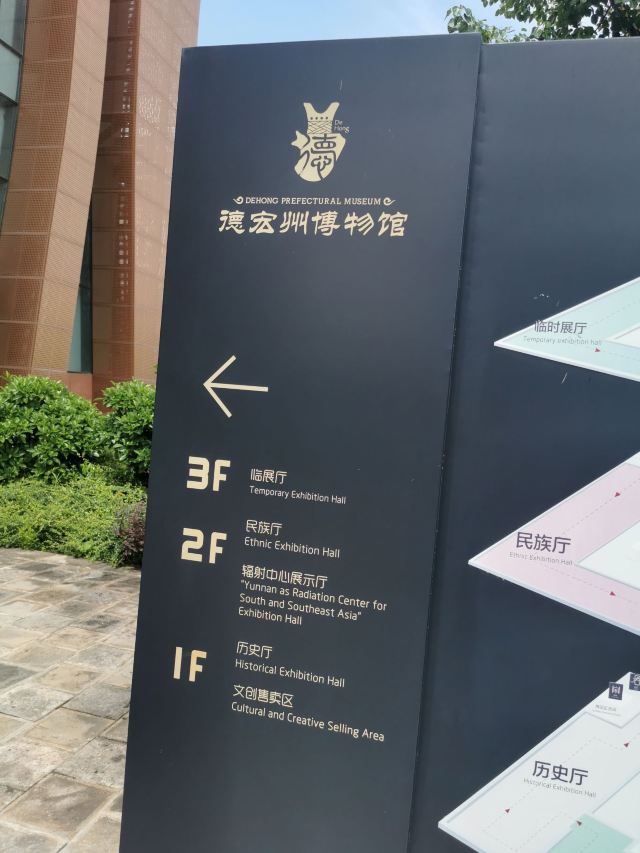 De
Hong
德
DEHONG PREFECTURAL MUSEUM
德宏州博物馆
3F
临展厅
Temporary Exhibition Hall
2F
民族厅
Ethnic Exhibition Hall
辐射中心展示厅
"Yunnan as Radiation Center for
South and Southeast Asia"
Exhibition Hall
1F
历史厅
Historical Exhibition Hall
文创售卖区
Cultural and Creative Selling Area
临时展厅
Temporary exhibition hall
民族厅
Ethnic Exhibition Hall
历史厅
Historical Exhibition Hall